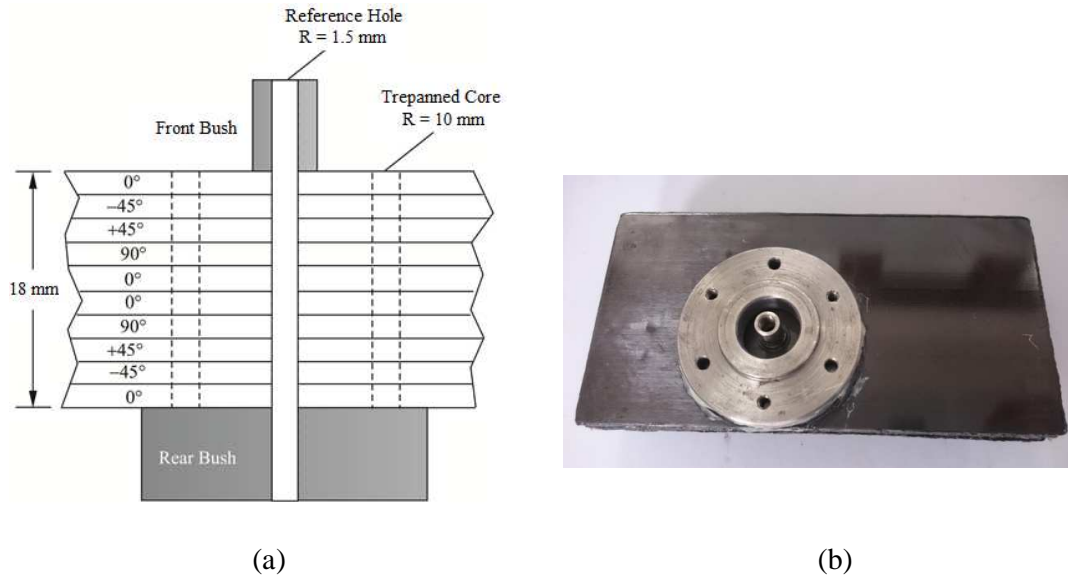 Reference Hole
R = 1.5 mm
Trepanned Core
R = 10 mm
Front Bush
0°
−45°
+45°
90°
0°
18 mm
0°
90°
+45°
−45°
0°
Rear Bush
(a)
(b)